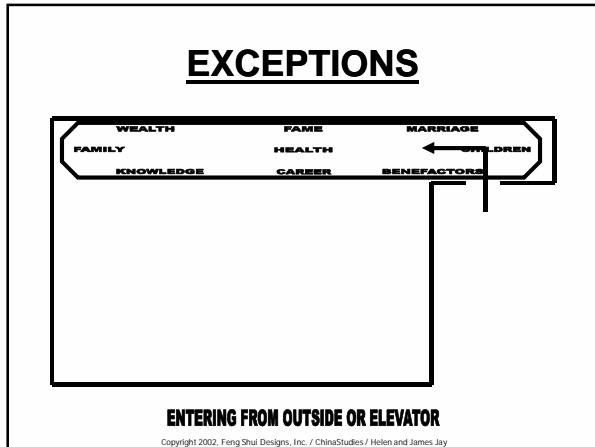 EXCEPTIONS
WEALTH FAME MARRIAGE
FAMILY HEALTH CHILDREN
KNOWLEDGE CAREER BENEFACTORS
ENTERING FROM OUTSIDE OR ELEVATOR
Copyright 2002, Feng Shui Designs, Inc. / ChinaStudies / Helen and James Jay